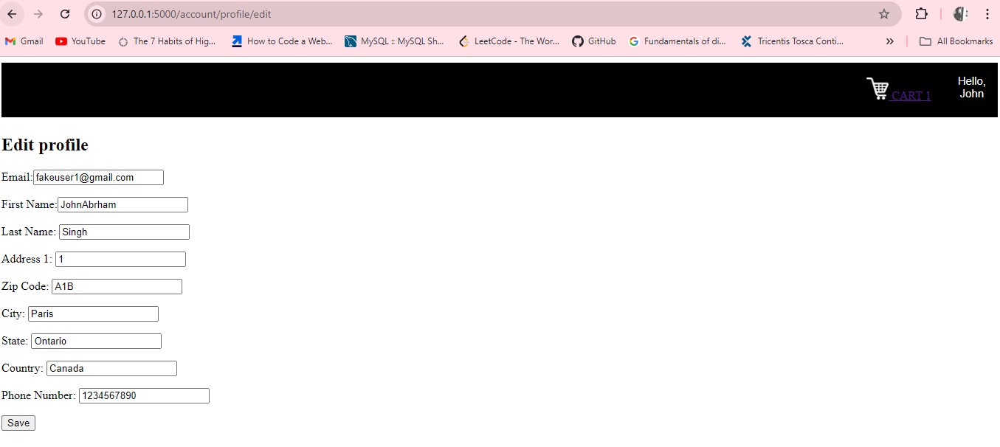 127.0.0.1:5000/account/profile/edit
Gmail YouTube The 7 Habits of Hig... How to Code a Web... MySQL :: MySQL Sh... LeetCode - The Wor... GitHub Fundamentals of di... Tricentis Tosca Conti... » All Bookmarks
CART 1 Hello,
John
Edit profile
Email: fakeuser1@gmail.com
First Name: JohnAbrham
Last Name: Singh
Address 1: 1
Zip Code: A1B
City: Paris
State: Ontario
Country: Canada
Phone Number: 1234567890
Save